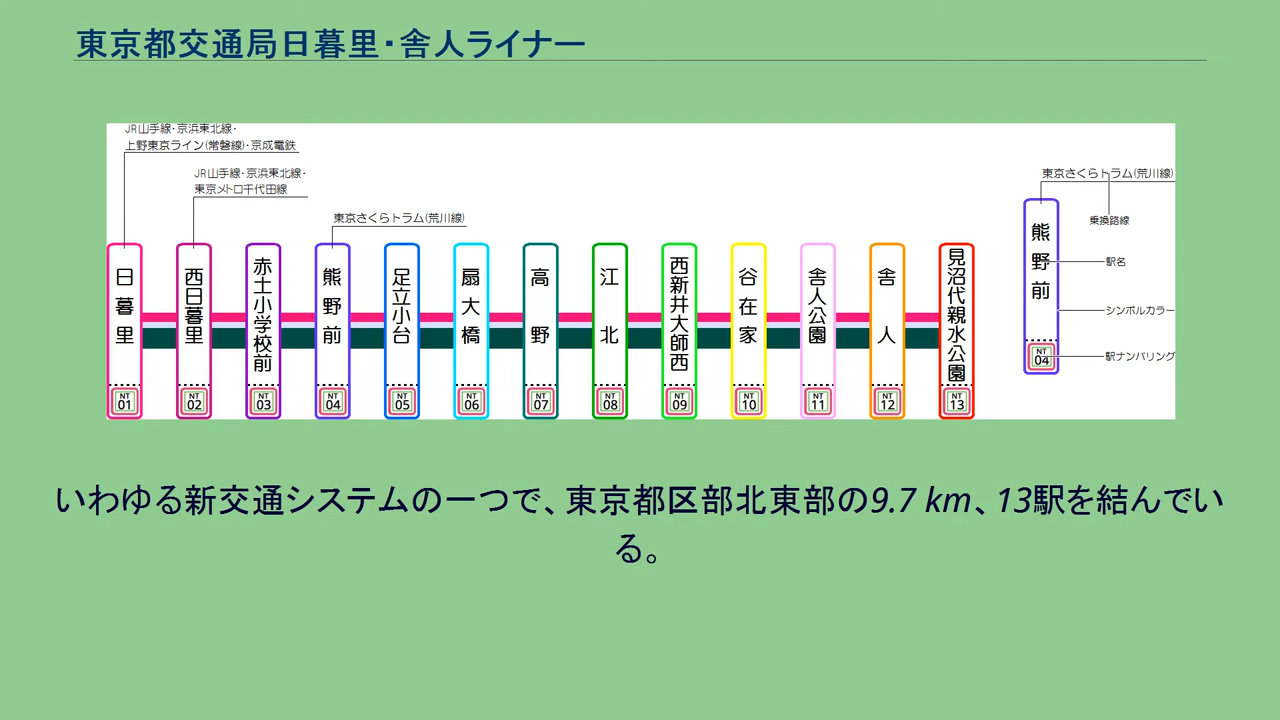 東京都交通局日暮里・舎人ライナー
JR山手線・京浜東北線・
上野東京ライン(常磐線)・京成電鉄
JR山手線・京浜東北線・
東京メトロ千代田線
東京さくらトラム(荒川線)
日暮里
NT
01
西日暮里
NT
02
赤土小学校前
NT
03
熊野前
NT
04
足立小台
NT
05
扇大橋
NT
06
高野
NT
07
江北
NT
08
西新井大師西
NT
09
谷在家
NT
10
舎人公園
NT
11
舎人
NT
12
見沼代親水公園
NT
13
東京さくらトラム(荒川線)
乗換路線
熊野前
駅名
シンボルカラー
NT
04
駅ナンバリング
いわゆる新交通システムの一つで、東京都区部北東部の9.7 km、13駅を結んでい
る。